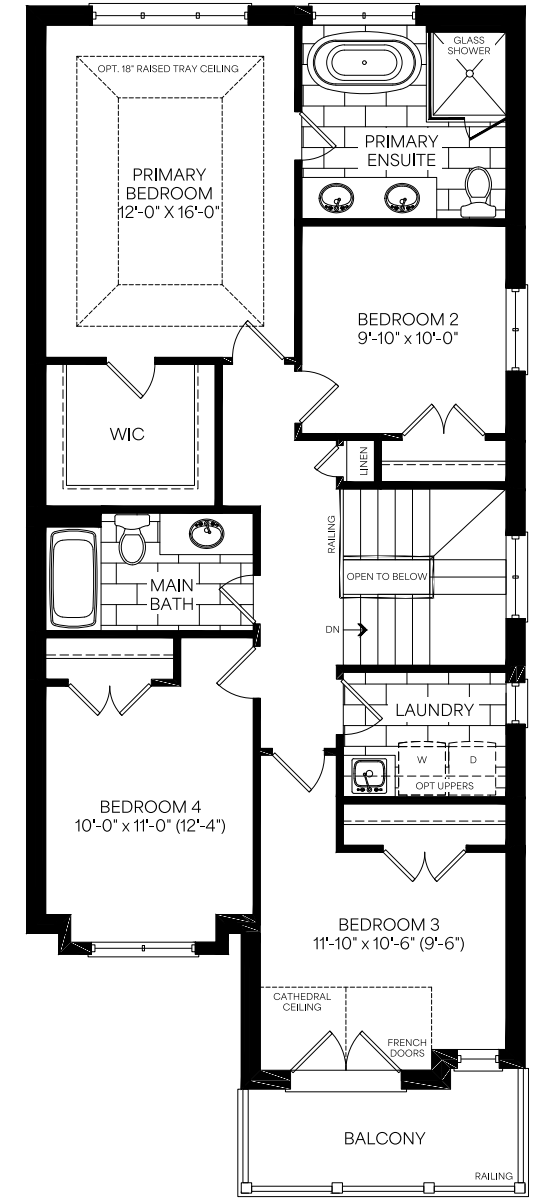 OPT. 18" RAISED TRAY CEILING
GLASS
SHOWER
PRIMARY
ENSUITE
PRIMARY
BEDROOM
12'-0" X 16'-0"
BEDROOM 2
9'-10" x 10'-0"
WIC
LINEN
RAILING
OPEN TO BELOW
MAIN
BATH
DN
LAUNDRY
W
D
OPT UPPERS
BEDROOM 4
10'-0" x 11'-0" (12'-4")
BEDROOM 3
11'-10" x 10'-6" (9'-6")
CATHEDRAL
CEILING
FRENCH
DOORS
BALCONY
RAILING